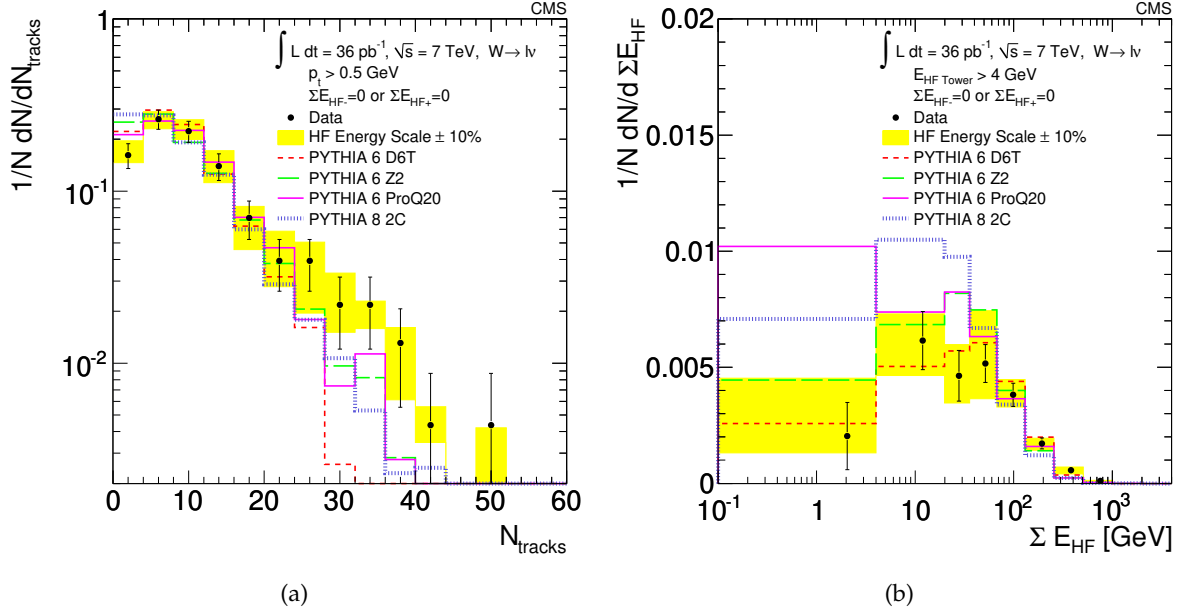 CMS
∫ L dt = 36 pb⁻¹, √s = 7 TeV, W→ lν
pₜ > 0.5 GeV
ΣE_HF-=0 or ΣE_HF+=0
Data
HF Energy Scale ± 10%
PYTHIA 6 D6T
PYTHIA 6 Z2
PYTHIA 6 ProQ20
PYTHIA 8 2C
1/N dN/dN_tracks
10⁻¹
10⁻²
0 10 20 30 40 50 60
N_tracks
(a)
CMS
∫ L dt = 36 pb⁻¹, √s = 7 TeV, W→ lν
E_HF Tower > 4 GeV
ΣE_HF-=0 or ΣE_HF+=0
Data
HF Energy Scale ± 10%
PYTHIA 6 D6T
PYTHIA 6 Z2
PYTHIA 6 ProQ20
PYTHIA 8 2C
1/N dN/d ΣE_HF
0.02
0.015
0.01
0.005
0
10⁻¹ 1 10 10² 10³
Σ E_HF [GeV]
(b)